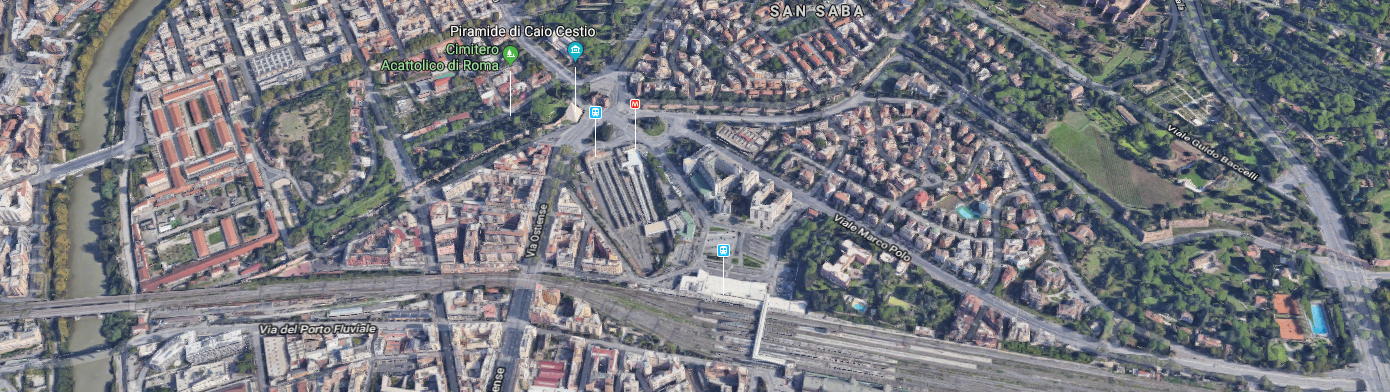 SAN SABA
Piramide di Caio Cestio
Cimitero
Acattolico di Roma
M
Viale Guido Baccelli
Via Ostiense
Viale Marco Polo
Via del Porto Fluviale